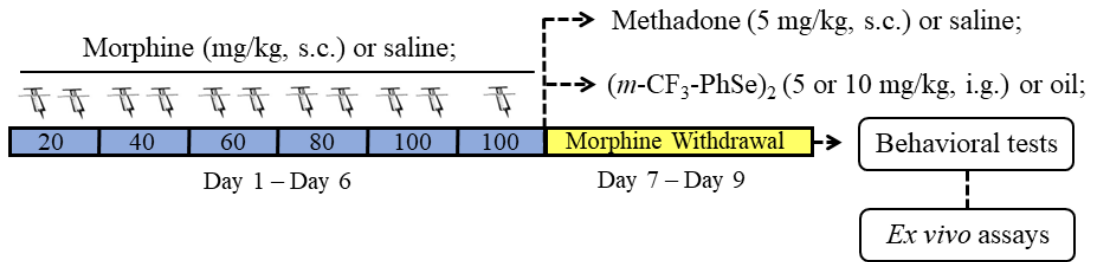 Methadone (5 mg/kg, s.c.) or saline;
Morphine (mg/kg, s.c.) or saline;
(m-CF₃-PhSe)₂ (5 or 10 mg/kg, i.g.) or oil;
20 40 60 80 100 100 Morphine Withdrawal
Behavioral tests
Day 1 – Day 6 Day 7 – Day 9
Ex vivo assays